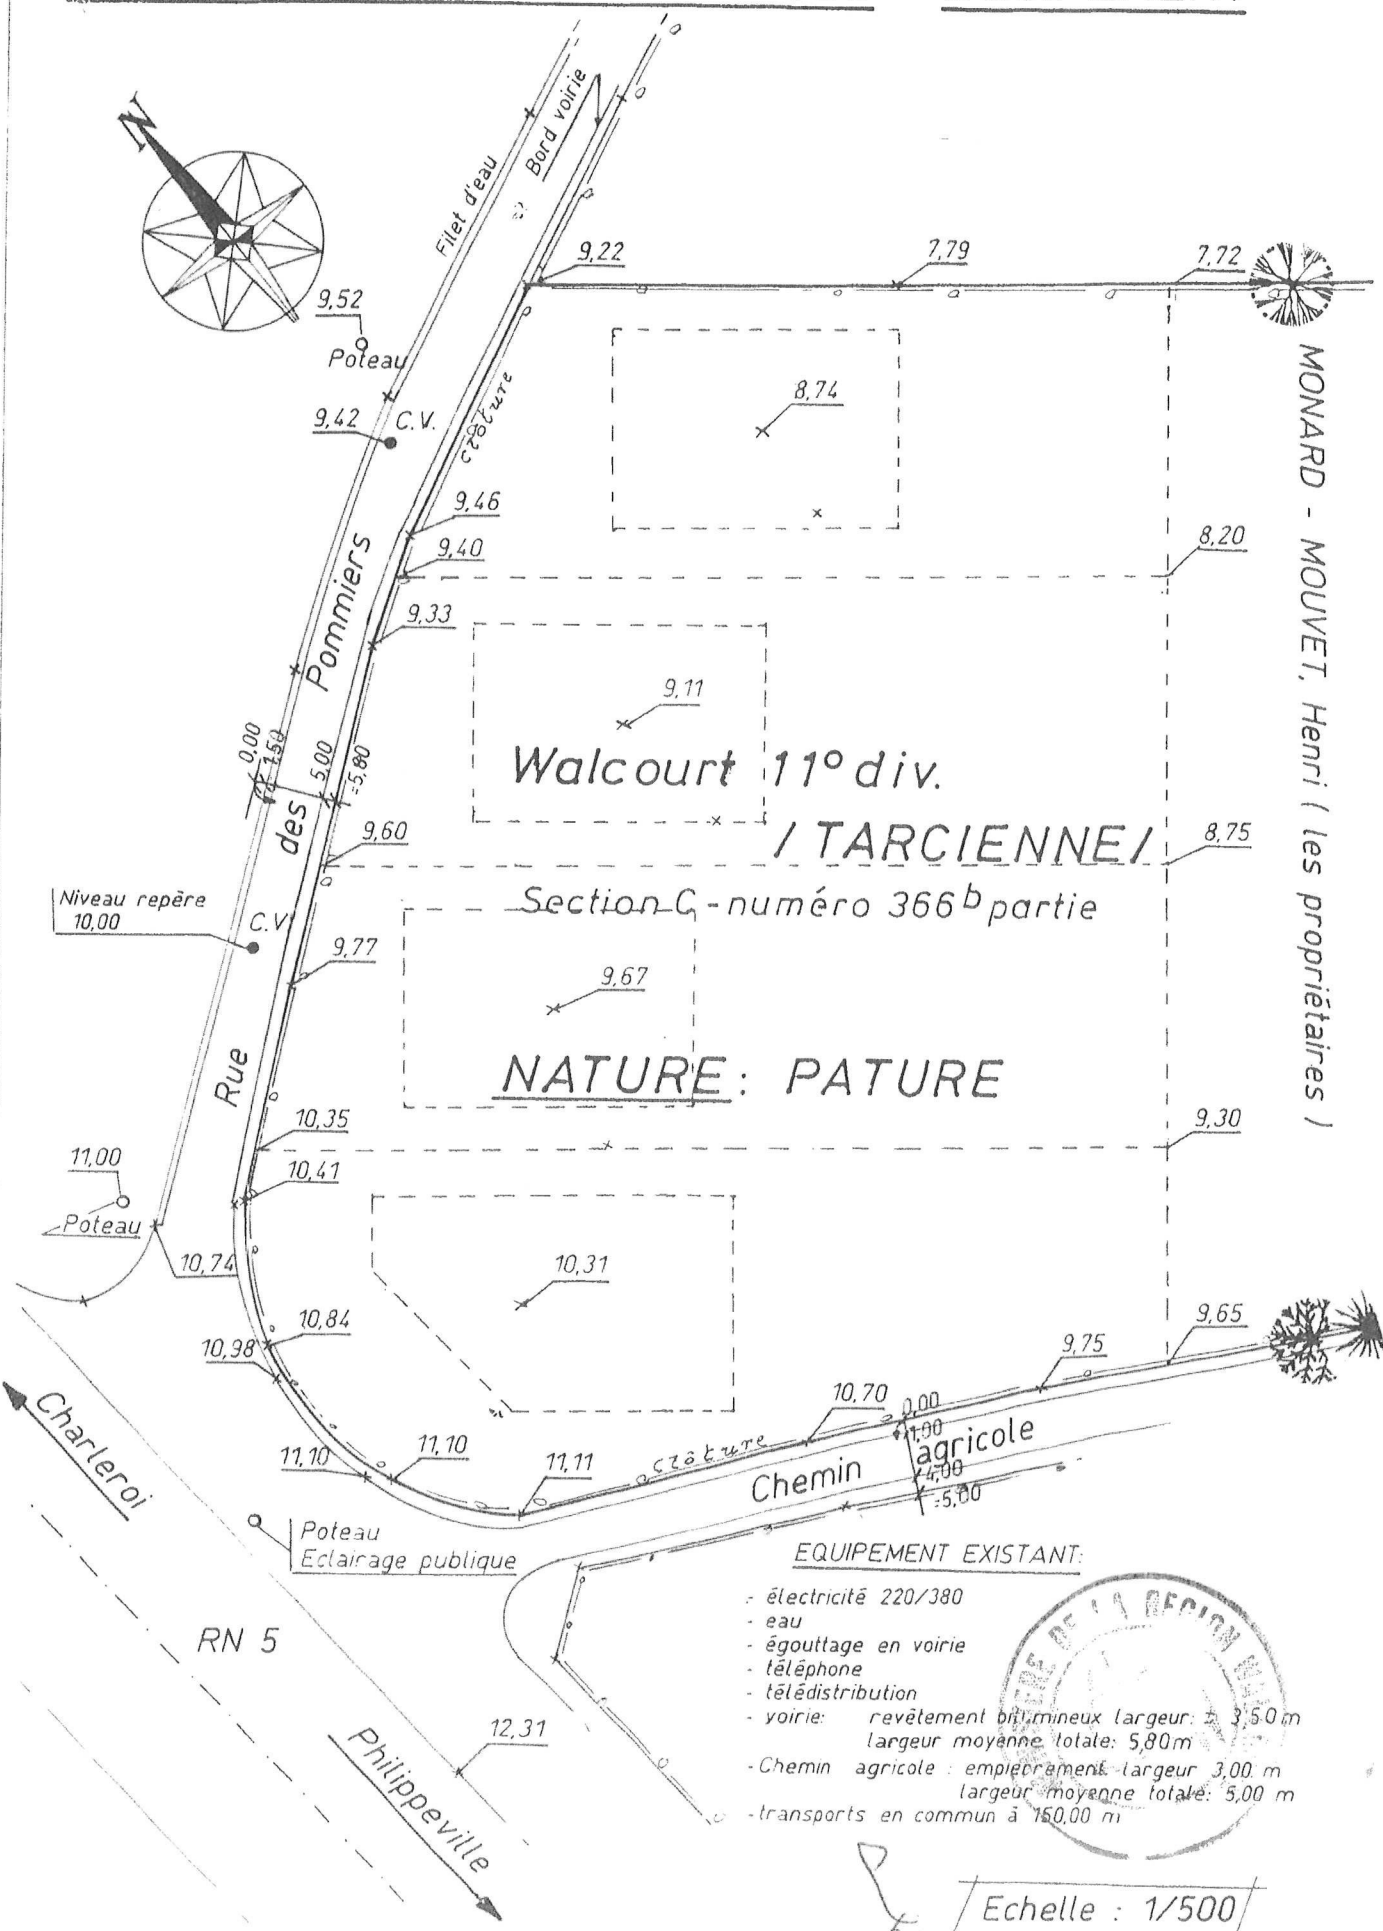 N
Bord voirie
Filet d'eau
9,22
7,79
7,72
9,52
Poteau
9,42
C.V.
clôture
8,74
9,46
9,40
8,20
Pommiers
9,33
9,11
MONARD - MOUVET, Henri ( les propriétaires )
0,00
1,50
5,00
=5,80
Walcourt 11° div.
des
9,60
/ TARCIENNE /
8,75
Niveau repère
10,00
C.V
Section C - numéro 366b partie
9,77
9,67
Rue
NATURE : PATURE
10,35
9,30
10,41
11,00
Poteau
10,74
10,31
10,84
9,65
10,98
9,75
10,70
0,00
1,00
Charleroi
agricole
11,10
11,10
11,11
clôture
Chemin
4,00
=5,00
Poteau
Eclairage publique
EQUIPEMENT EXISTANT:
- électricité 220/380
- eau
- égouttage en voirie
- téléphone
- télédistribution
- voirie: revêtement bitumineux largeur: ± 3,50 m
largeur moyenne totale: 5,80 m
- Chemin agricole : empierrement largeur 3,00 m
largeur moyenne totale: 5,00 m
- transports en commun à 150,00 m
RN 5
12,31
Philippeville
DE LA REGION
Echelle : 1/500